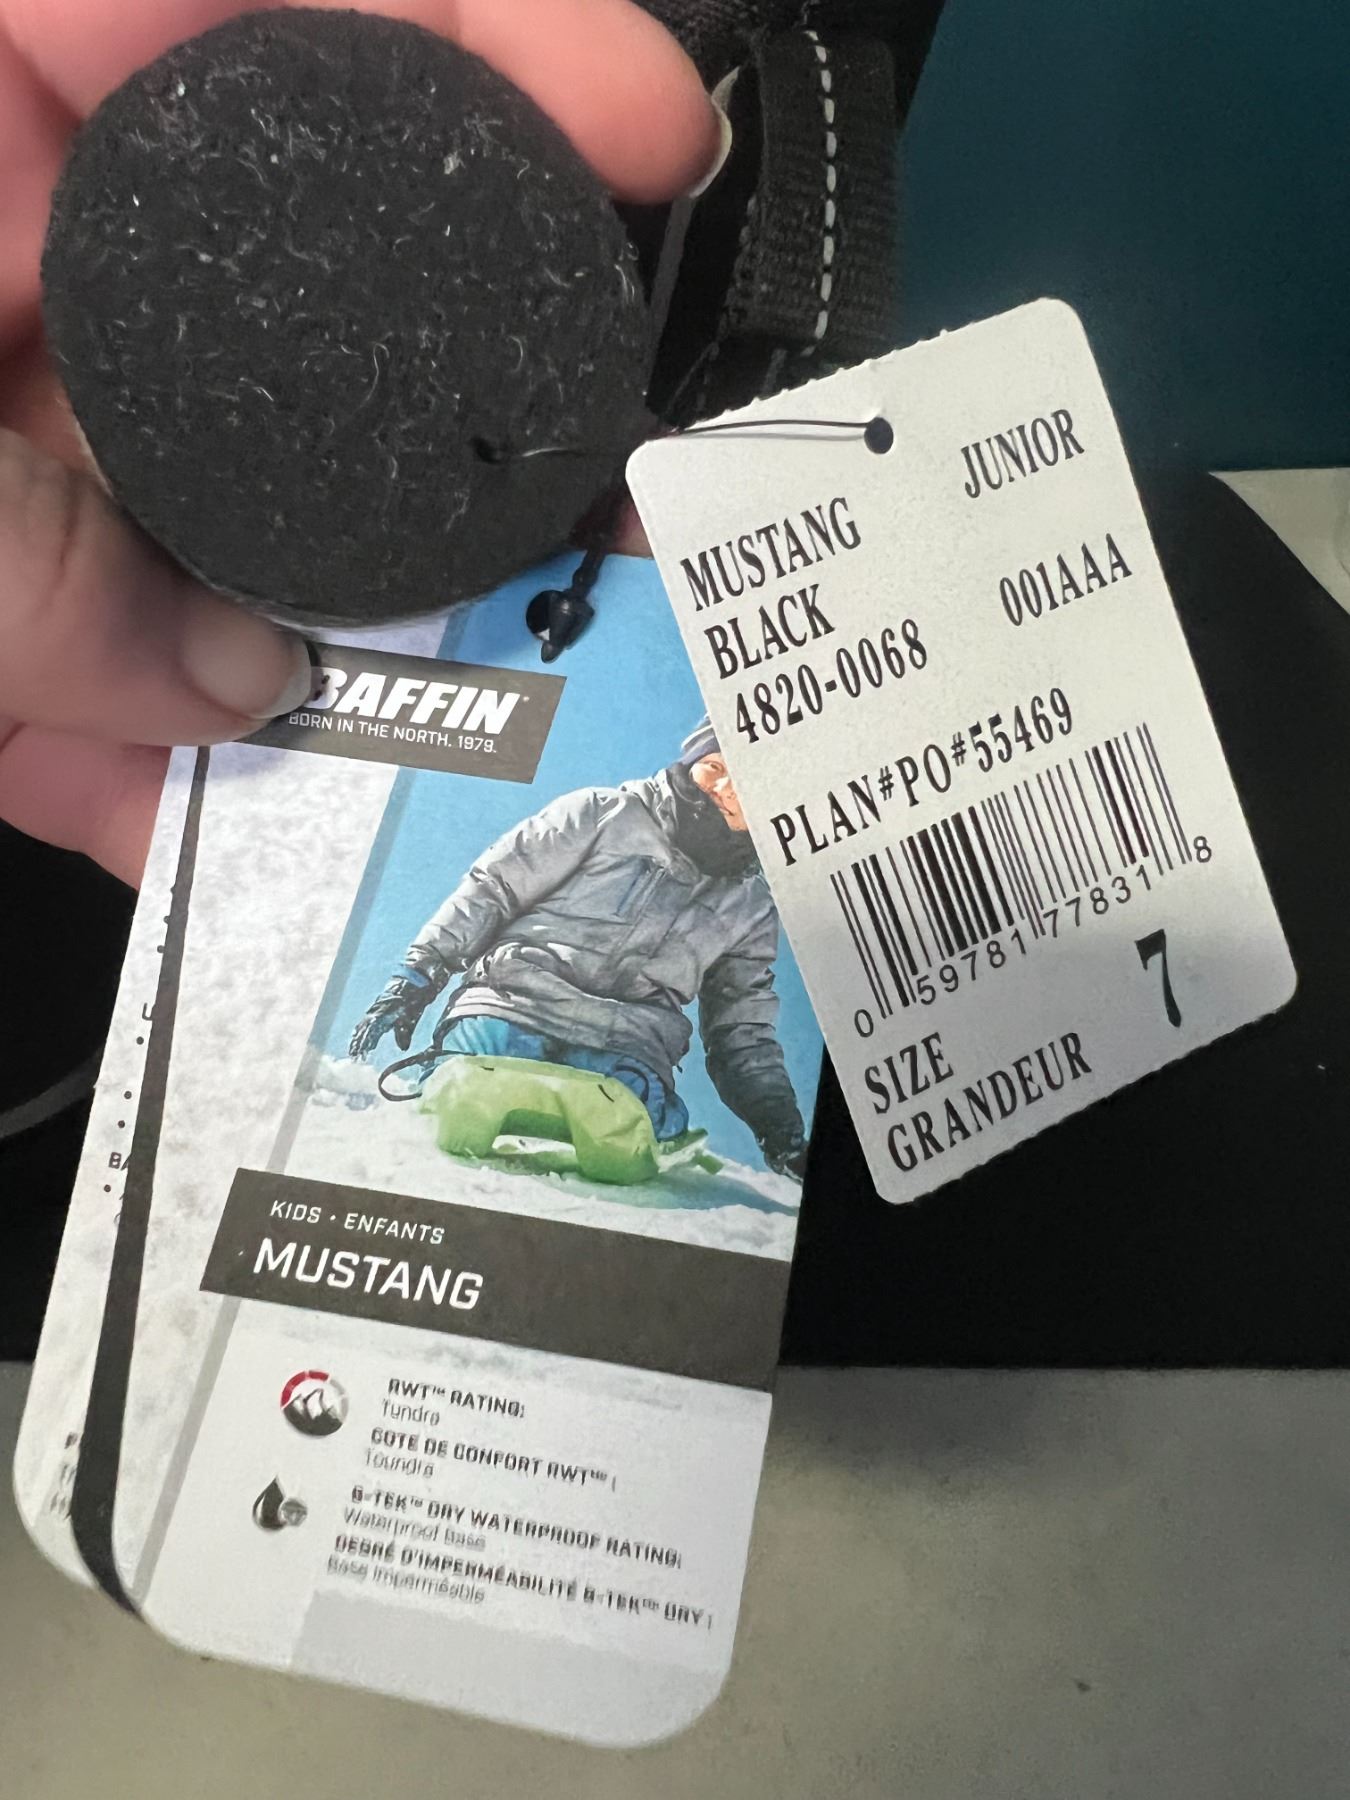 JUNIOR
MUSTANG
BLACK 001AAA
4820-0068
PLAN#PO#55469
0 59781 77831 8
7
SIZE
GRANDEUR
BAFFIN
BORN IN THE NORTH. 1979.
KIDS • ENFANTS
MUSTANG
RWT™ RATING:
Tundra
COTE DE CONFORT RWT™ :
Toundra
B-TEK™ DRY WATERPROOF RATING:
Waterproof base
DEGRÉ D'IMPERMÉABILITÉ B-TEK™ DRY :
Base imperméable